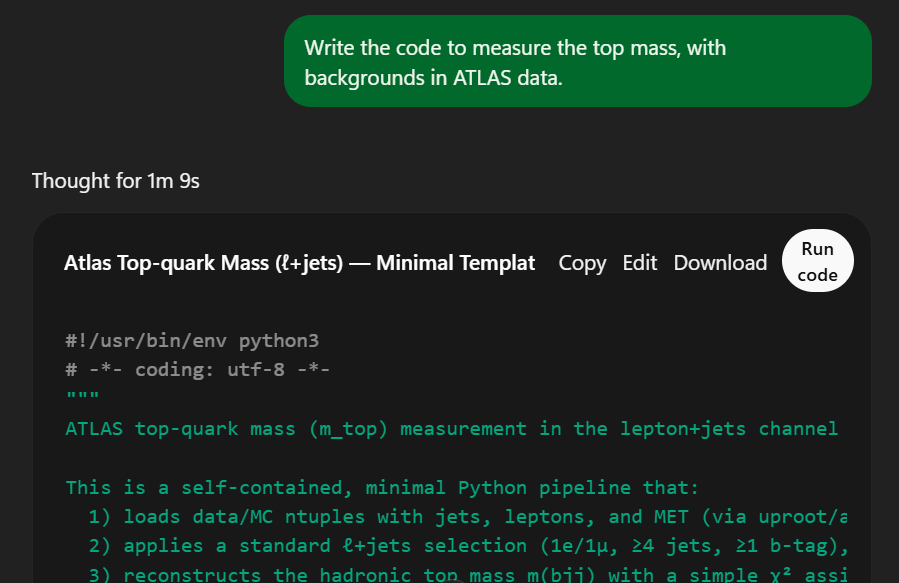 Write the code to measure the top mass, with
backgrounds in ATLAS data.
Thought for 1m 9s
Atlas Top-quark Mass (ℓ+jets) — Minimal Templat Copy Edit Download Run code
#!/usr/bin/env python3
# -*- coding: utf-8 -*-
"""
ATLAS top-quark mass (m_top) measurement in the lepton+jets channel
This is a self-contained, minimal Python pipeline that:
1) loads data/MC ntuples with jets, leptons, and MET (via uproot/a
2) applies a standard ℓ+jets selection (1e/1μ, ≥4 jets, ≥1 b-tag),
3) reconstructs the hadronic top mass m(bjj) with a simple χ² assi